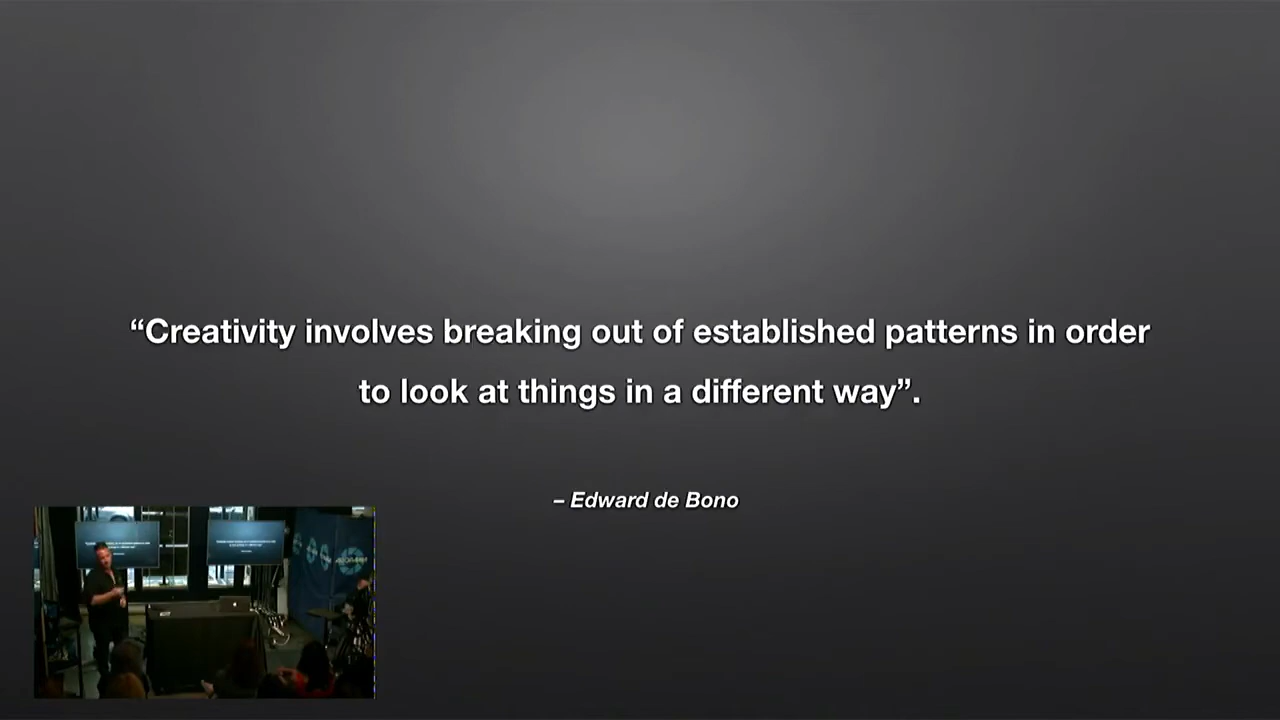 “Creativity involves breaking out of established patterns in order
to look at things in a different way”.
– Edward de Bono